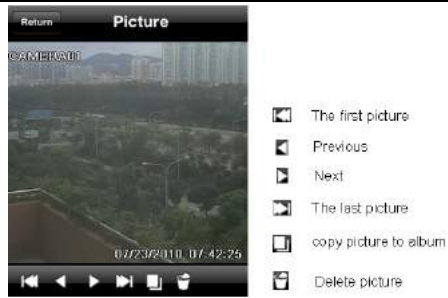 Return
Picture
CAMERA01
07/23/2010 07:42:25
The first picture
Previous
Next
The last picture
copy picture to album
Delete picture